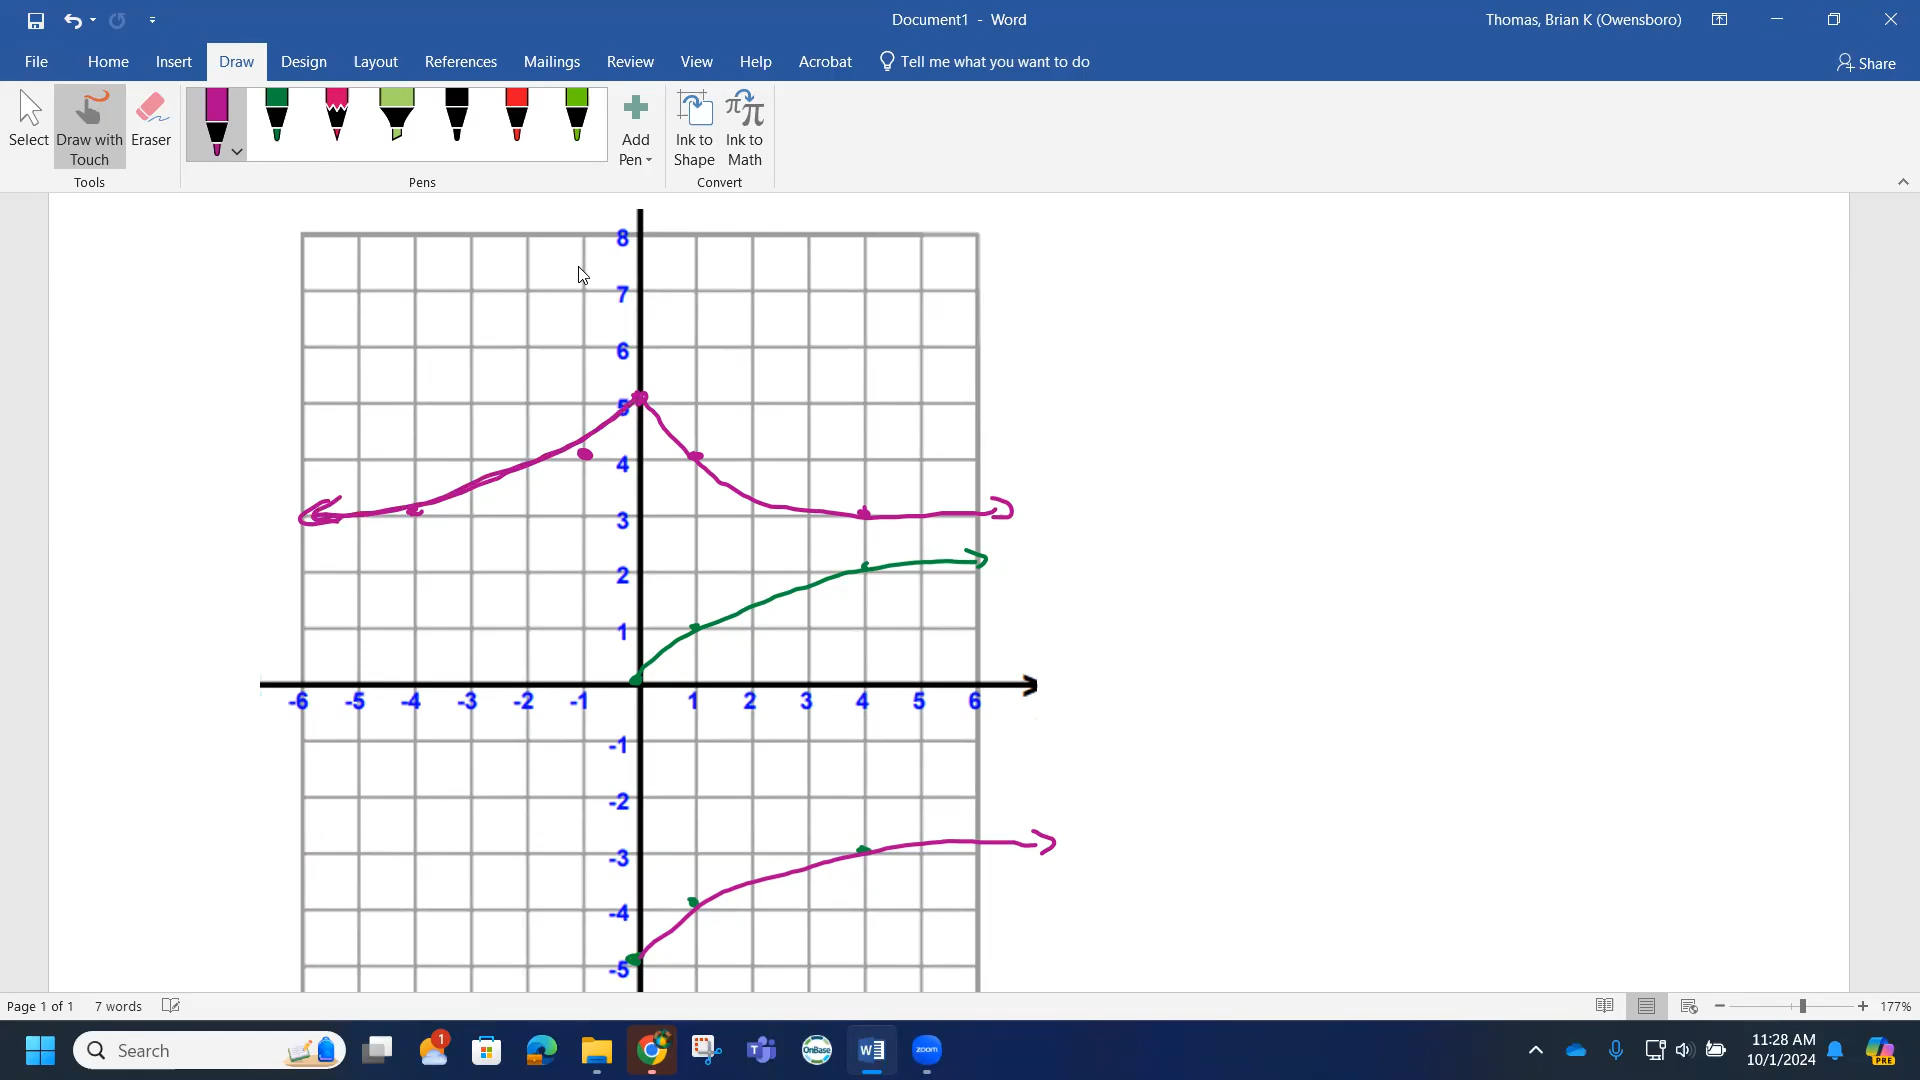 Document1 - Word
Thomas, Brian K (Owensboro)
File Home Insert Draw Design Layout References Mailings Review View Help Acrobat Tell me what you want to do Share
Select Draw with Touch Eraser Add Pen Ink to Shape Ink to Math
Tools Pens Convert
8
7
6
5
4
3
2
1
-6 -5 -4 -3 -2 -1 1 2 3 4 5 6
-1
-2
-3
-4
-5
Page 1 of 1 7 words 177%
Search 1 OnBase zoom PRE
11:28 AM
10/1/2024